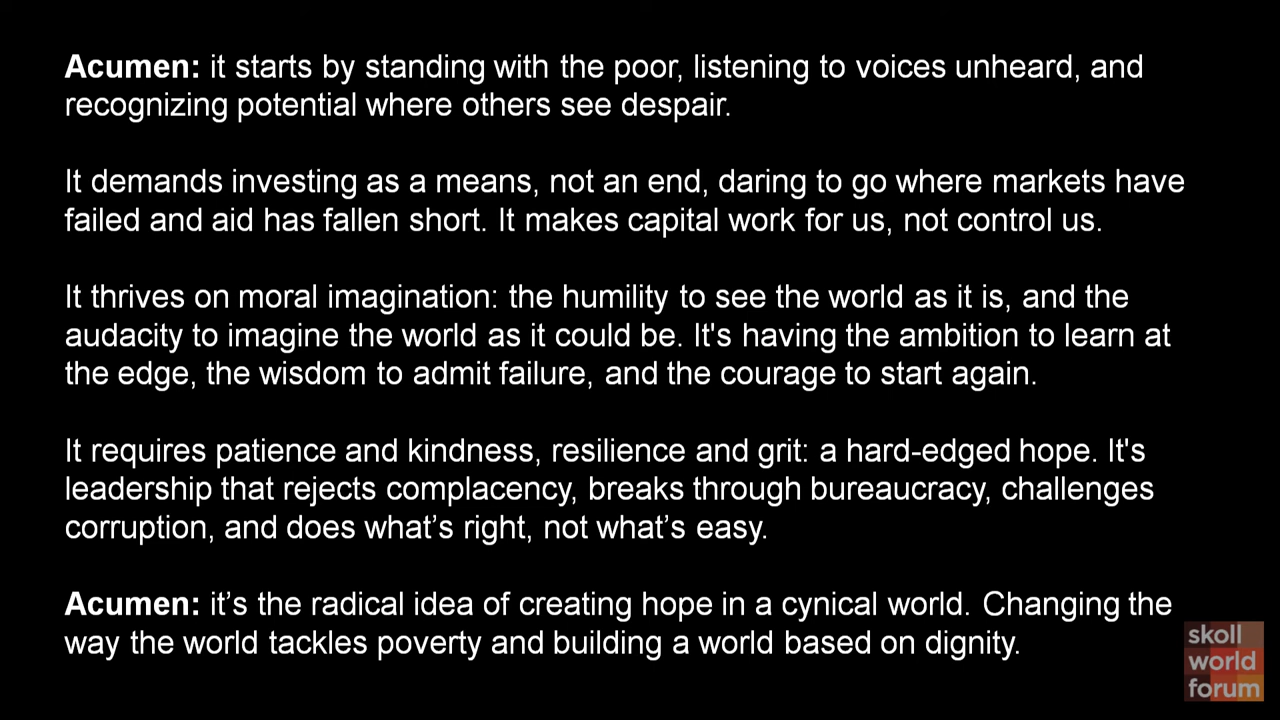 Acumen: it starts by standing with the poor, listening to voices unheard, and
recognizing potential where others see despair.
It demands investing as a means, not an end, daring to go where markets have
failed and aid has fallen short. It makes capital work for us, not control us.
It thrives on moral imagination: the humility to see the world as it is, and the
audacity to imagine the world as it could be. It's having the ambition to learn at
the edge, the wisdom to admit failure, and the courage to start again.
It requires patience and kindness, resilience and grit: a hard-edged hope. It's
leadership that rejects complacency, breaks through bureaucracy, challenges
corruption, and does what’s right, not what’s easy.
Acumen: it’s the radical idea of creating hope in a cynical world. Changing the
way the world tackles poverty and building a world based on dignity.
skoll
world
forum